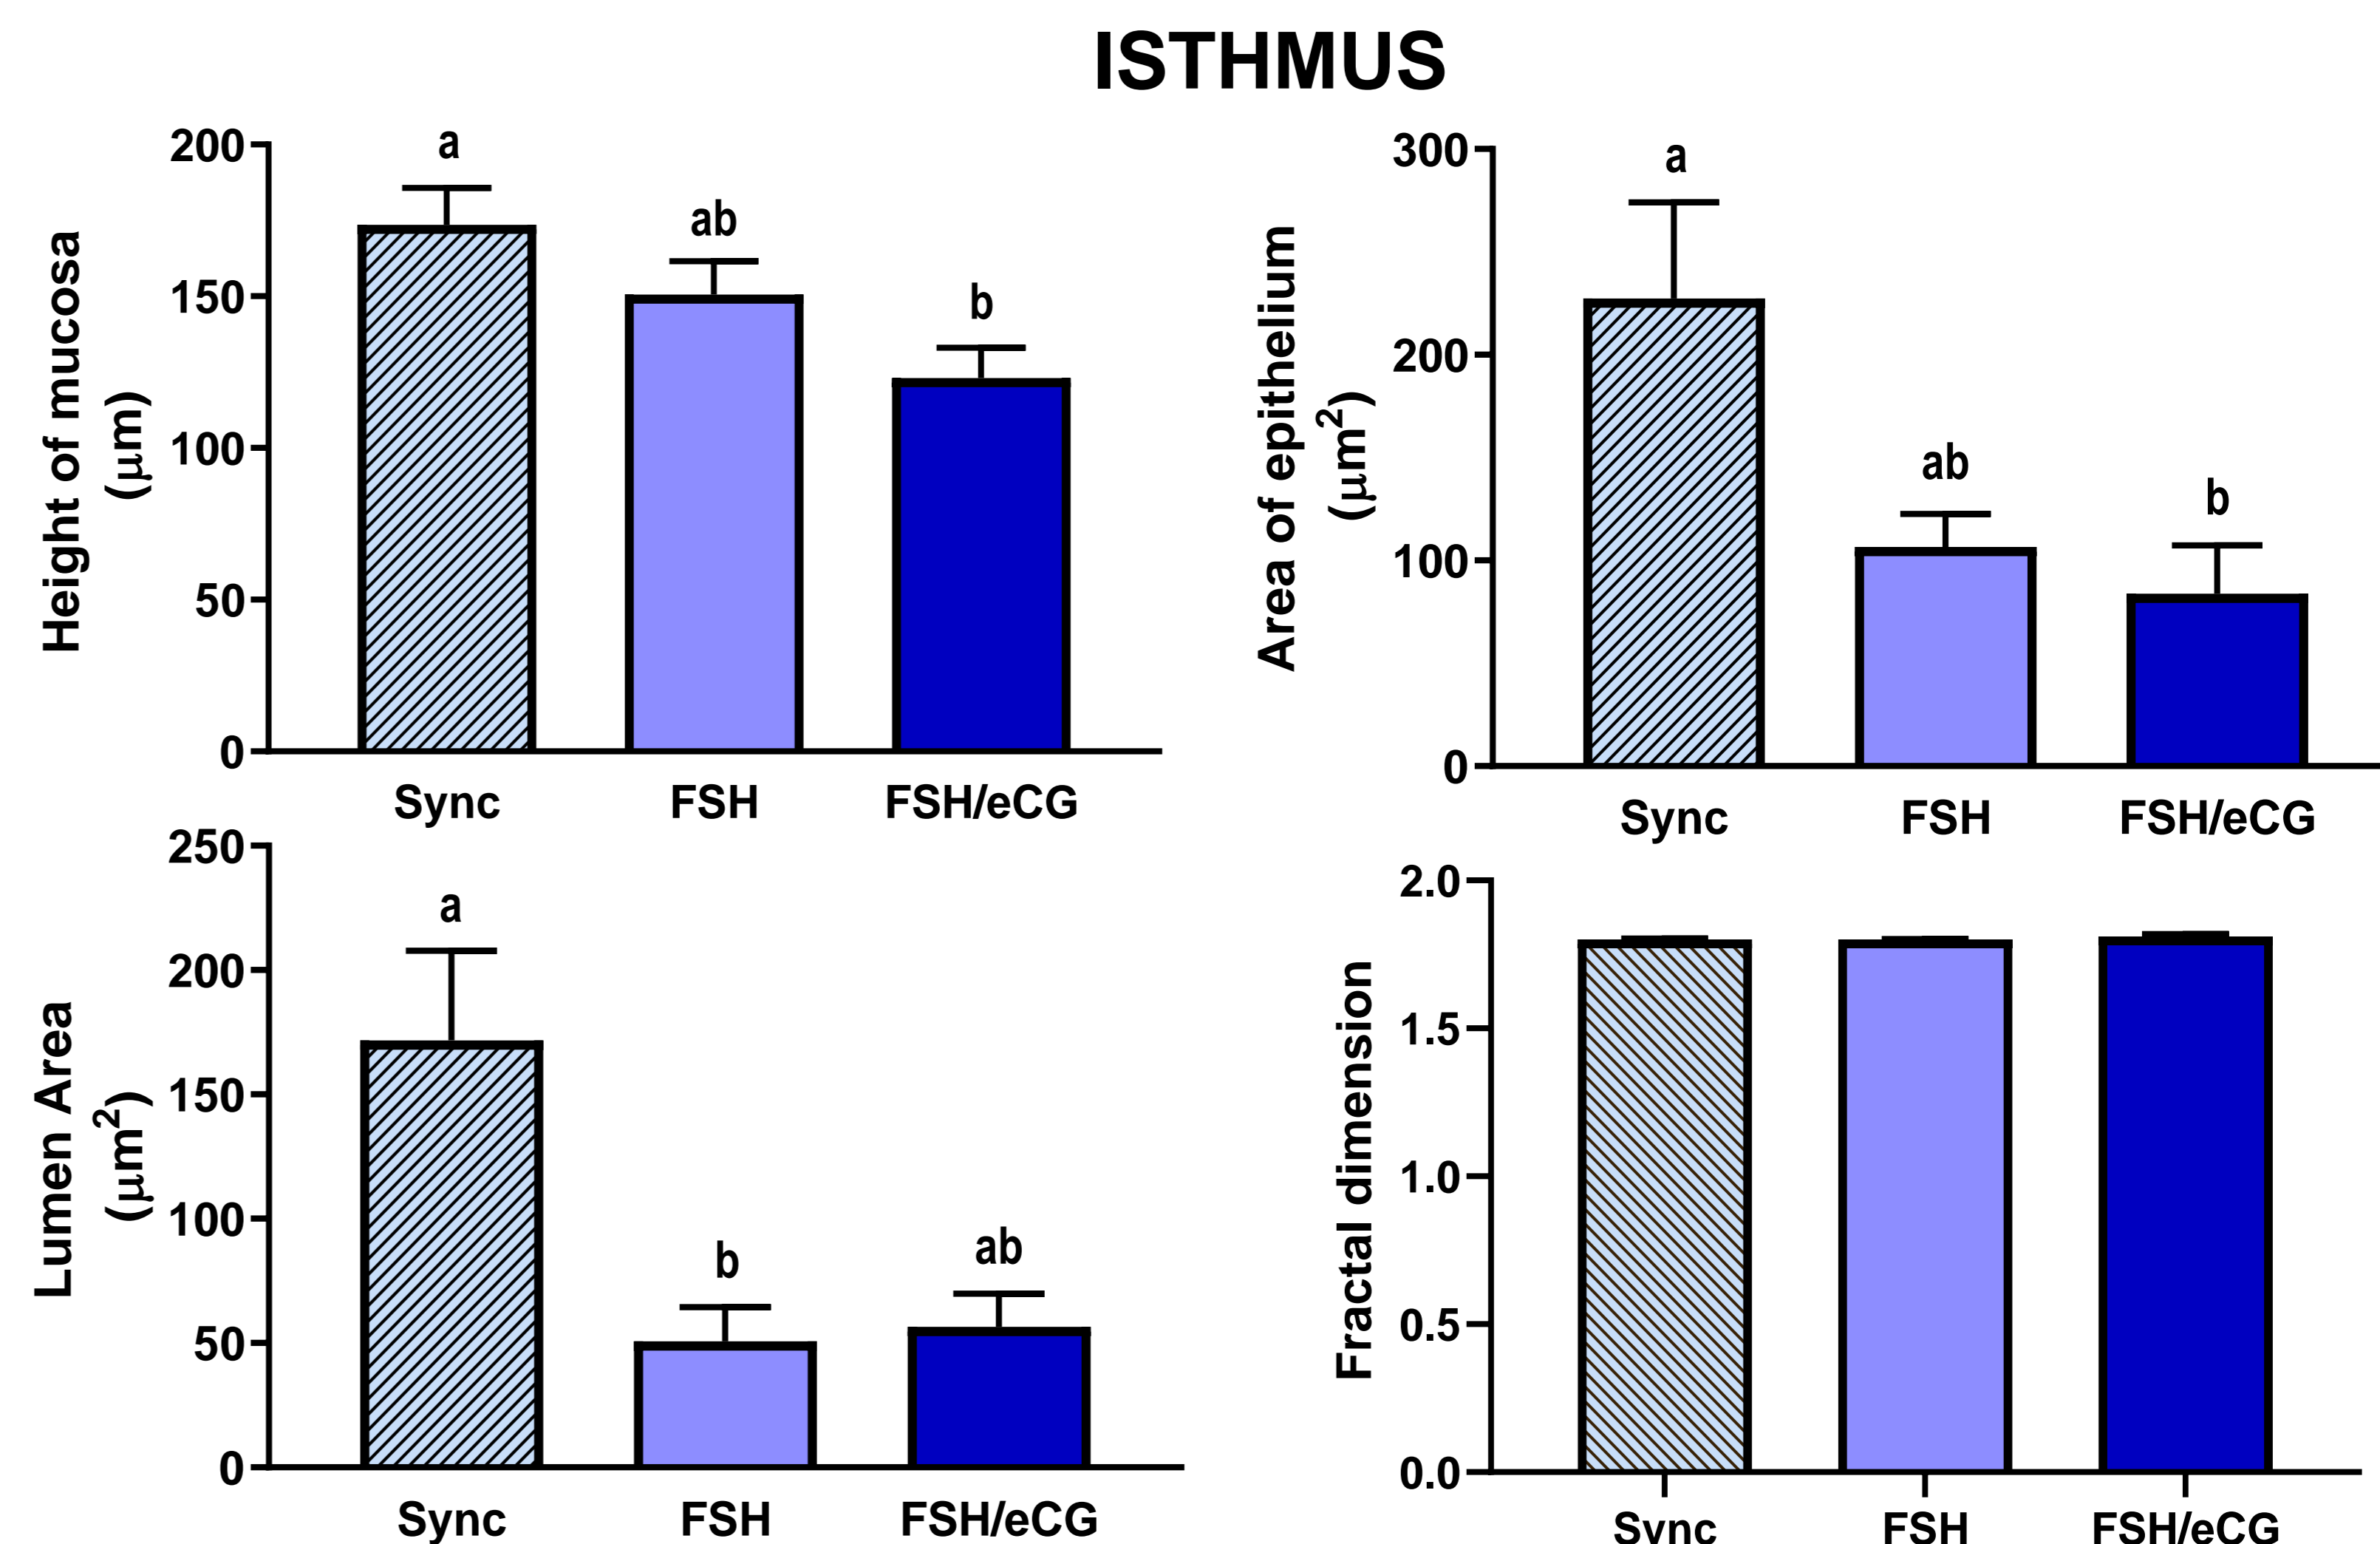 ISTHMUS
Height of mucosa
(µm)
200
150
100
50
0
a
ab
b
Sync
FSH
FSH/eCG
Area of epithelium
(µm²)
300
200
100
0
a
ab
b
Sync
FSH
FSH/eCG
Lumen Area
(µm²)
250
200
150
100
50
0
a
b
ab
Sync
FSH
FSH/eCG
Fractal dimension
2.0
1.5
1.0
0.5
0.0
Sync
FSH
FSH/eCG